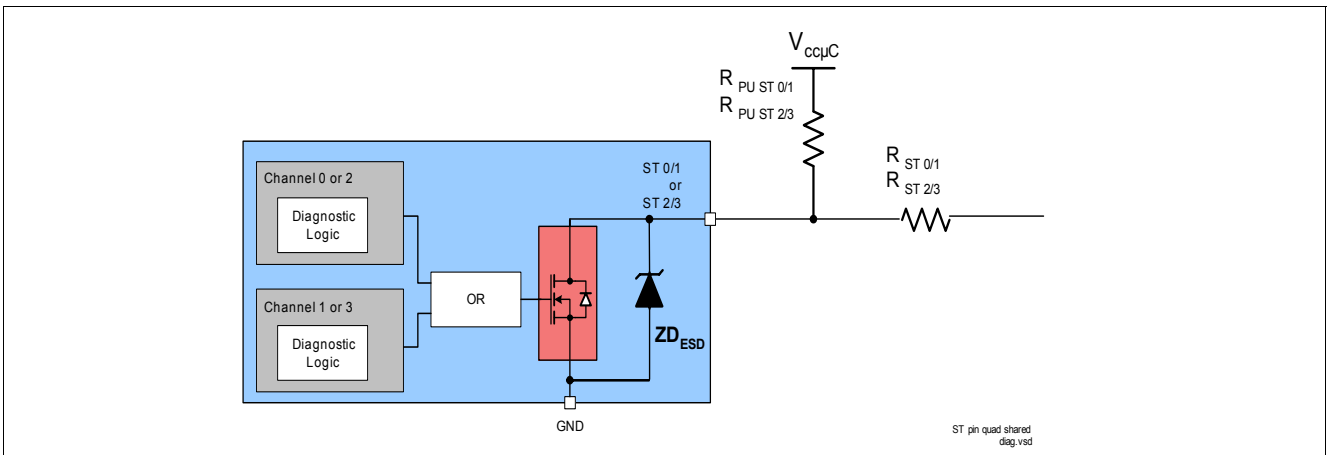 VccµC
R PU ST 0/1
R PU ST 2/3
R ST 0/1
R ST 2/3
ST 0/1
or
ST 2/3
Channel 0 or 2
Diagnostic
Logic
OR
Channel 1 or 3
Diagnostic
Logic
ZDESD
GND
ST pin quad shared
diag.vsd